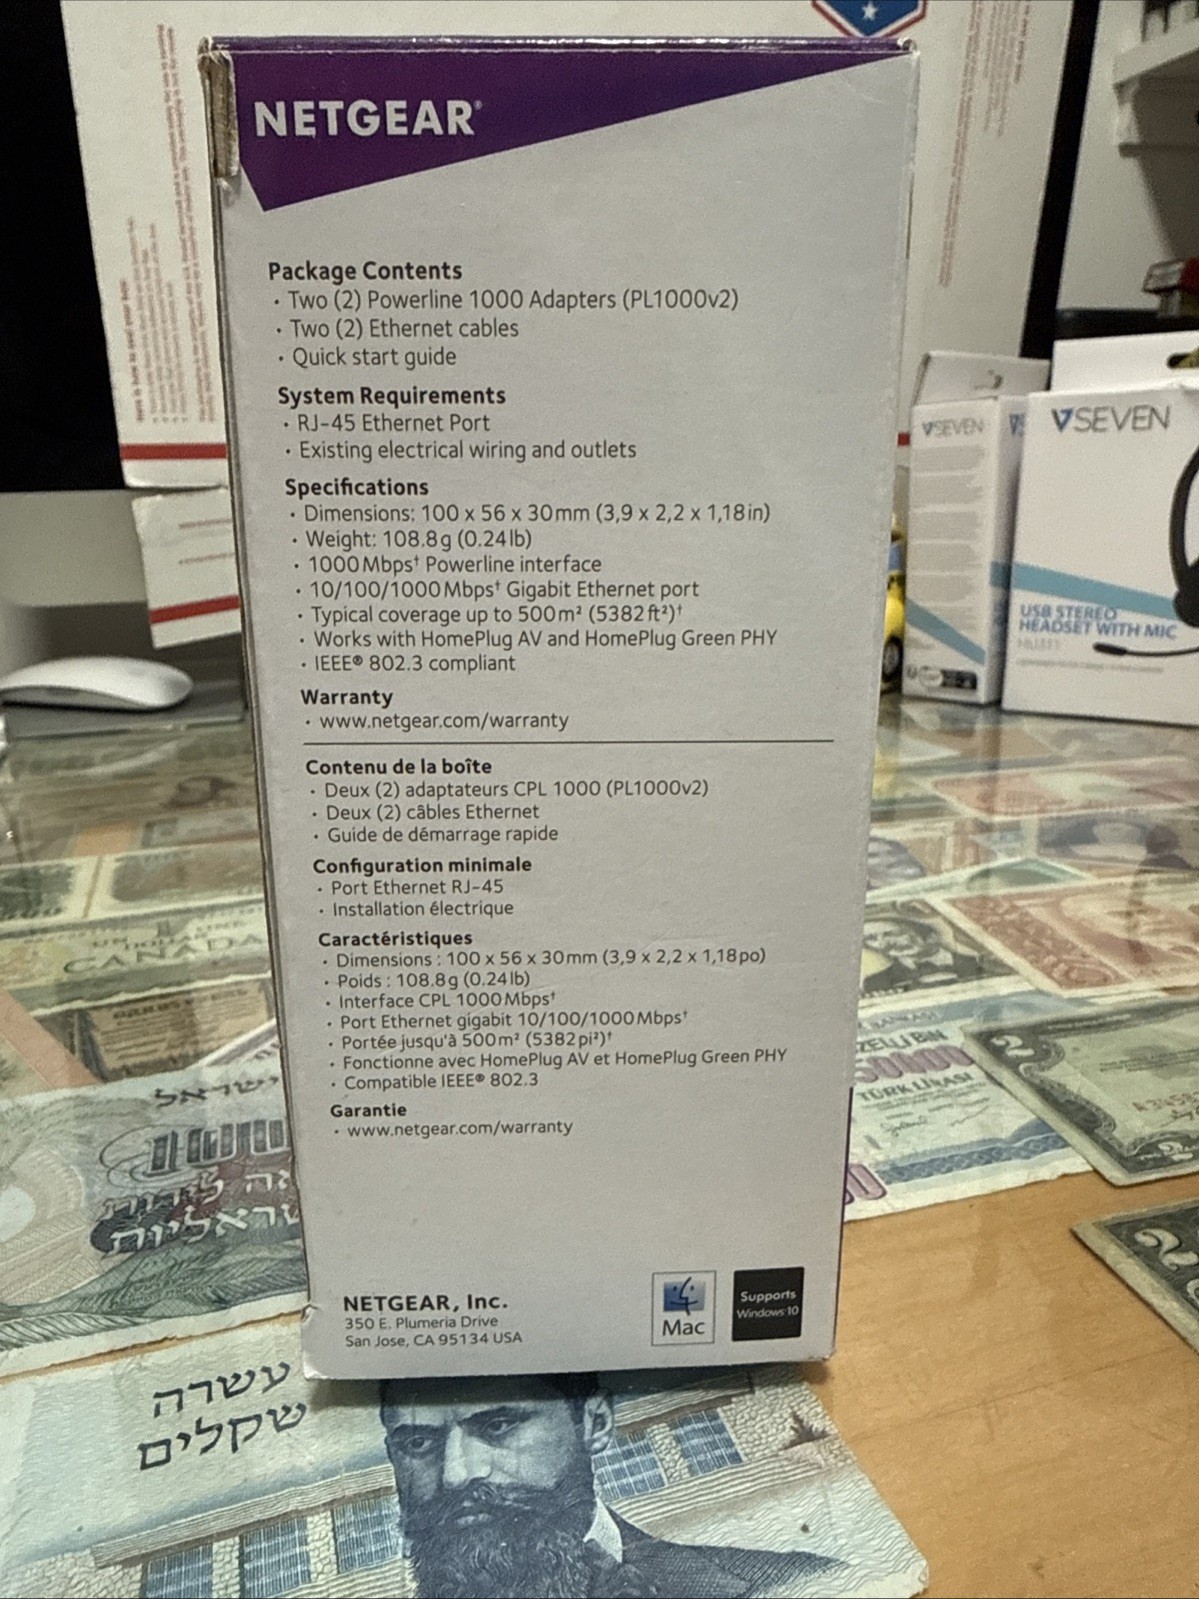 NETGEAR®
Package Contents
· Two (2) Powerline 1000 Adapters (PL1000v2)
· Two (2) Ethernet cables
· Quick start guide
System Requirements
· RJ-45 Ethernet Port
· Existing electrical wiring and outlets
Specifications
· Dimensions: 100 x 56 x 30mm (3,9 x 2,2 x 1,18in)
· Weight: 108.8g (0.24lb)
· 1000Mbps† Powerline interface
· 10/100/1000Mbps† Gigabit Ethernet port
· Typical coverage up to 500m² (5382ft²)†
· Works with HomePlug AV and HomePlug Green PHY
· IEEE® 802.3 compliant
Warranty
· www.netgear.com/warranty
Contenu de la boîte
· Deux (2) adaptateurs CPL 1000 (PL1000v2)
· Deux (2) câbles Ethernet
· Guide de démarrage rapide
Configuration minimale
· Port Ethernet RJ-45
· Installation électrique
Caractéristiques
· Dimensions : 100 x 56 x 30mm (3,9 x 2,2 x 1,18po)
· Poids : 108.8g (0.24lb)
· Interface CPL 1000Mbps†
· Port Ethernet gigabit 10/100/1000Mbps†
· Portée jusqu'à 500m² (5382pi²)†
· Fonctionne avec HomePlug AV et HomePlug Green PHY
· Compatible IEEE® 802.3
Garantie
· www.netgear.com/warranty
NETGEAR, Inc.
350 E. Plumeria Drive
San Jose, CA 95134 USA
Mac
Supports
Windows 10
VSEVEN
VSEVEN
USB STEREO
HEADSET WITH MIC
CANADA
100
TÜRK LİRASI
2
2
עשרה
שקלים